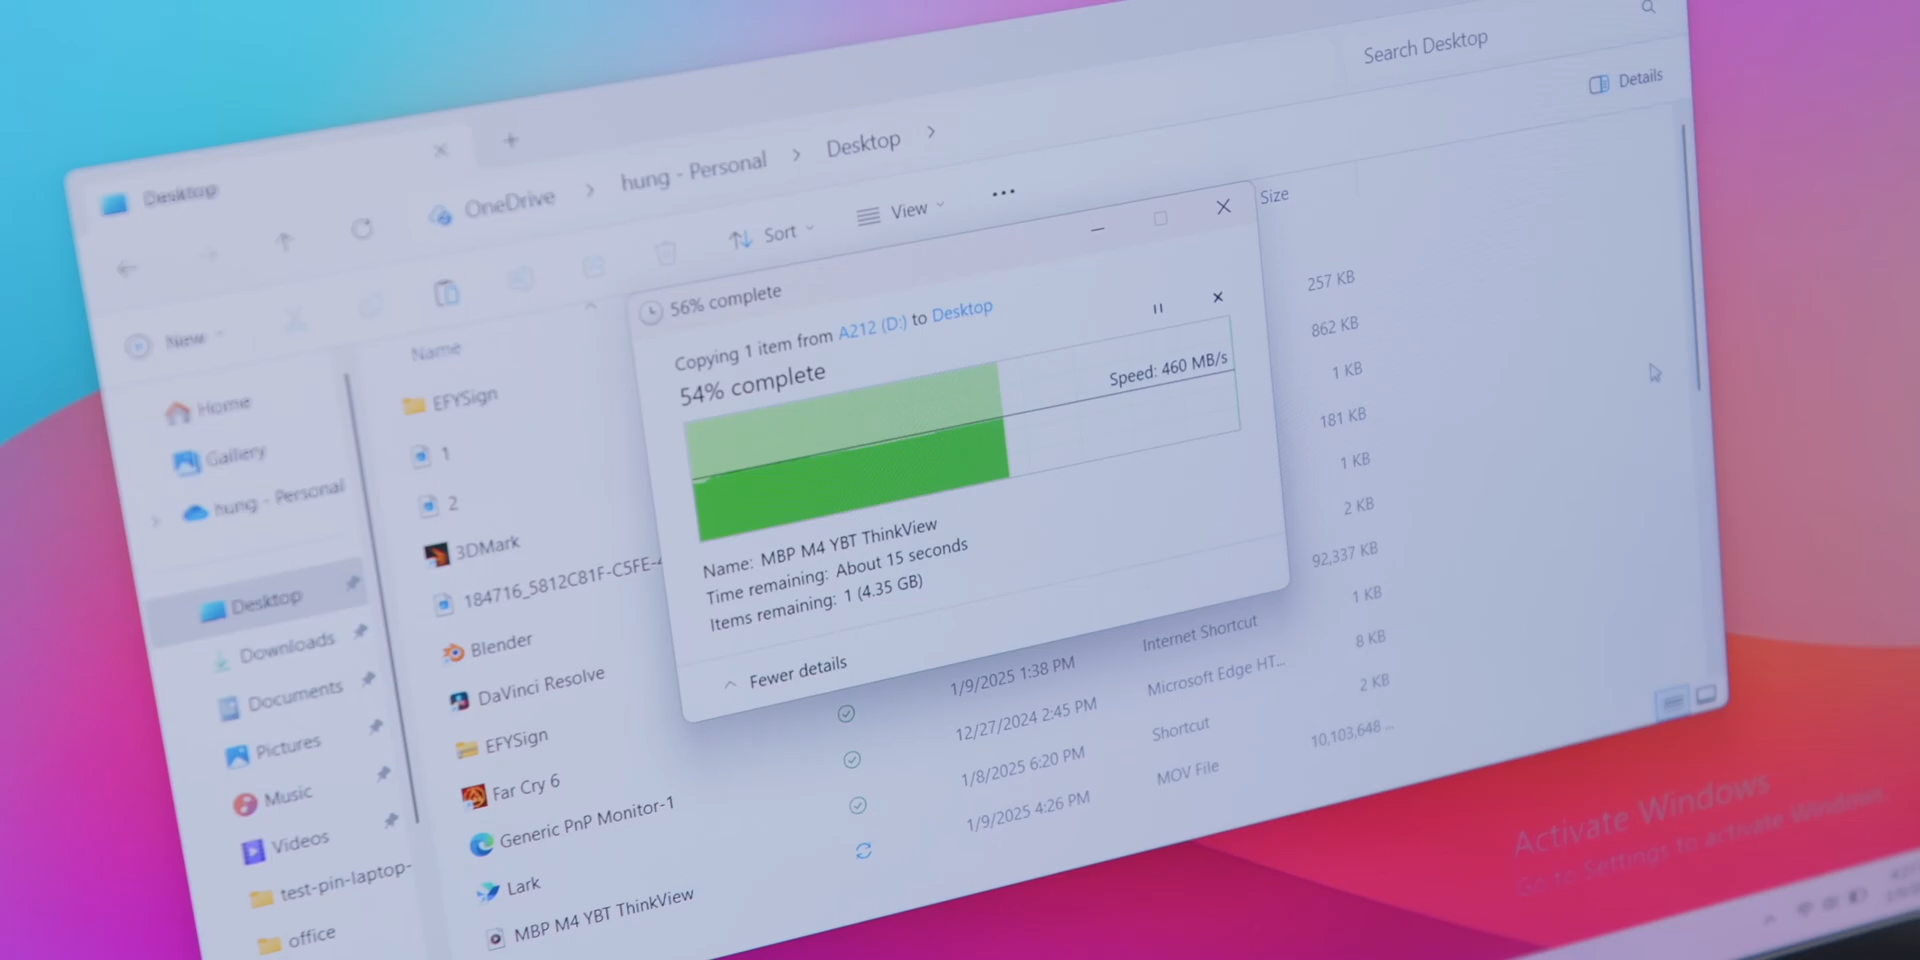 Search Desktop
Details
Desktop
OneDrive > hung - Personal > Desktop >
New
Sort
View
...
Home
Gallery
hung - Personal
Desktop
Downloads
Documents
Pictures
Music
Videos
test-pin-laptop-
office
Name
Size
EFYSign
1
2
3DMark
184716_5812C81F-C5FE-
Blender
DaVinci Resolve
EFYSign
Far Cry 6
Generic PnP Monitor-1
Lark
MBP M4 YBT ThinkView
56% complete
Copying 1 item from A212 (D:) to Desktop
54% complete
Speed: 460 MB/s
Name: MBP M4 YBT ThinkView
Time remaining: About 15 seconds
Items remaining: 1 (4.35 GB)
Fewer details
257 KB
862 KB
1 KB
181 KB
1 KB
2 KB
92,337 KB
1/9/2025 1:38 PM Internet Shortcut 1 KB
12/27/2024 2:45 PM Microsoft Edge HT... 8 KB
1/8/2025 6:20 PM Shortcut 2 KB
1/9/2025 4:26 PM MOV File 10,103,648 ...
Activate Windows
Go to Settings to activate Windows.